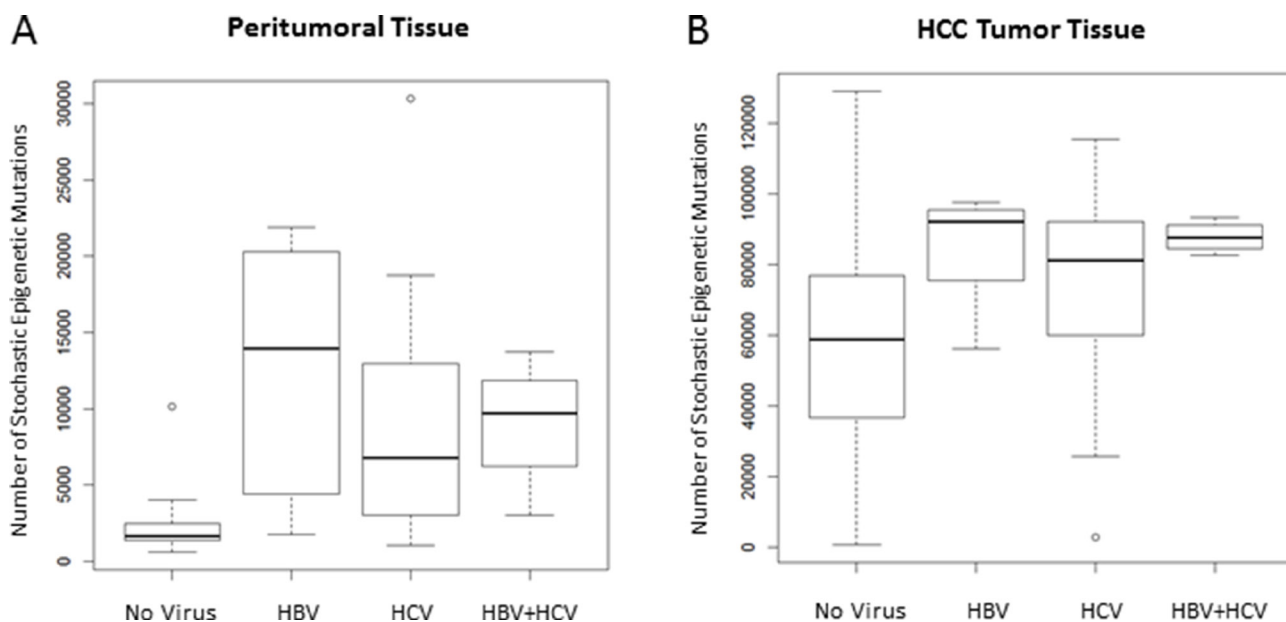 A
Peritumoral Tissue
Number of Stochastic Epigenetic Mutations
30000
25000
20000
15000
10000
5000
0
No Virus
HBV
HCV
HBV+HCV
B
HCC Tumor Tissue
Number of Stochastic Epigenetic Mutations
120000
100000
80000
60000
40000
20000
0
No Virus
HBV
HCV
HBV+HCV